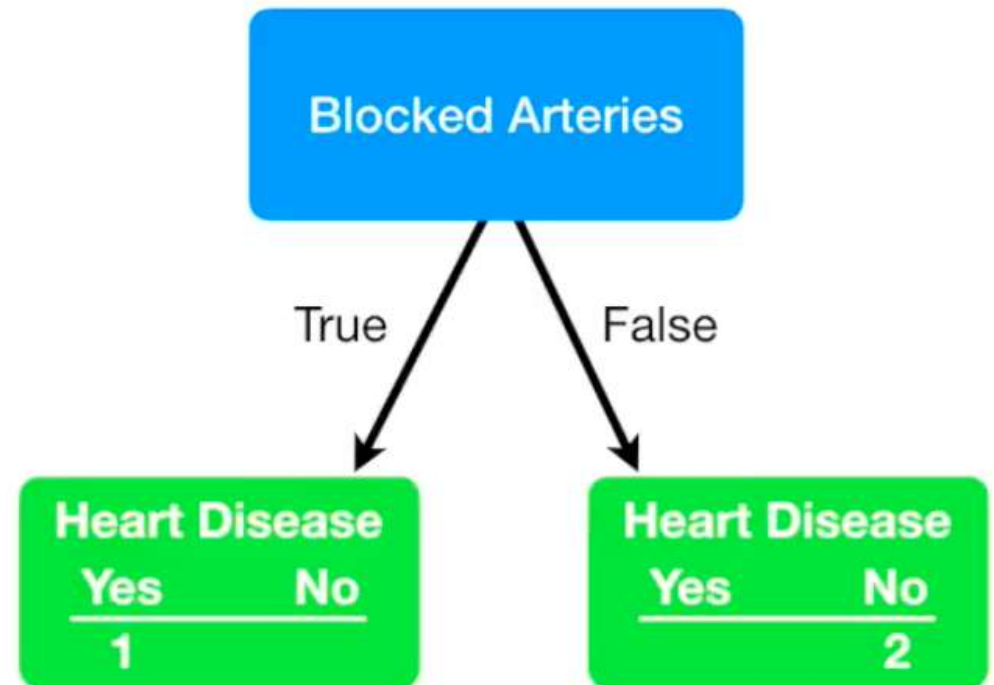 Blocked Arteries
True
False
Heart Disease
Yes No
1
Heart Disease
Yes No
2